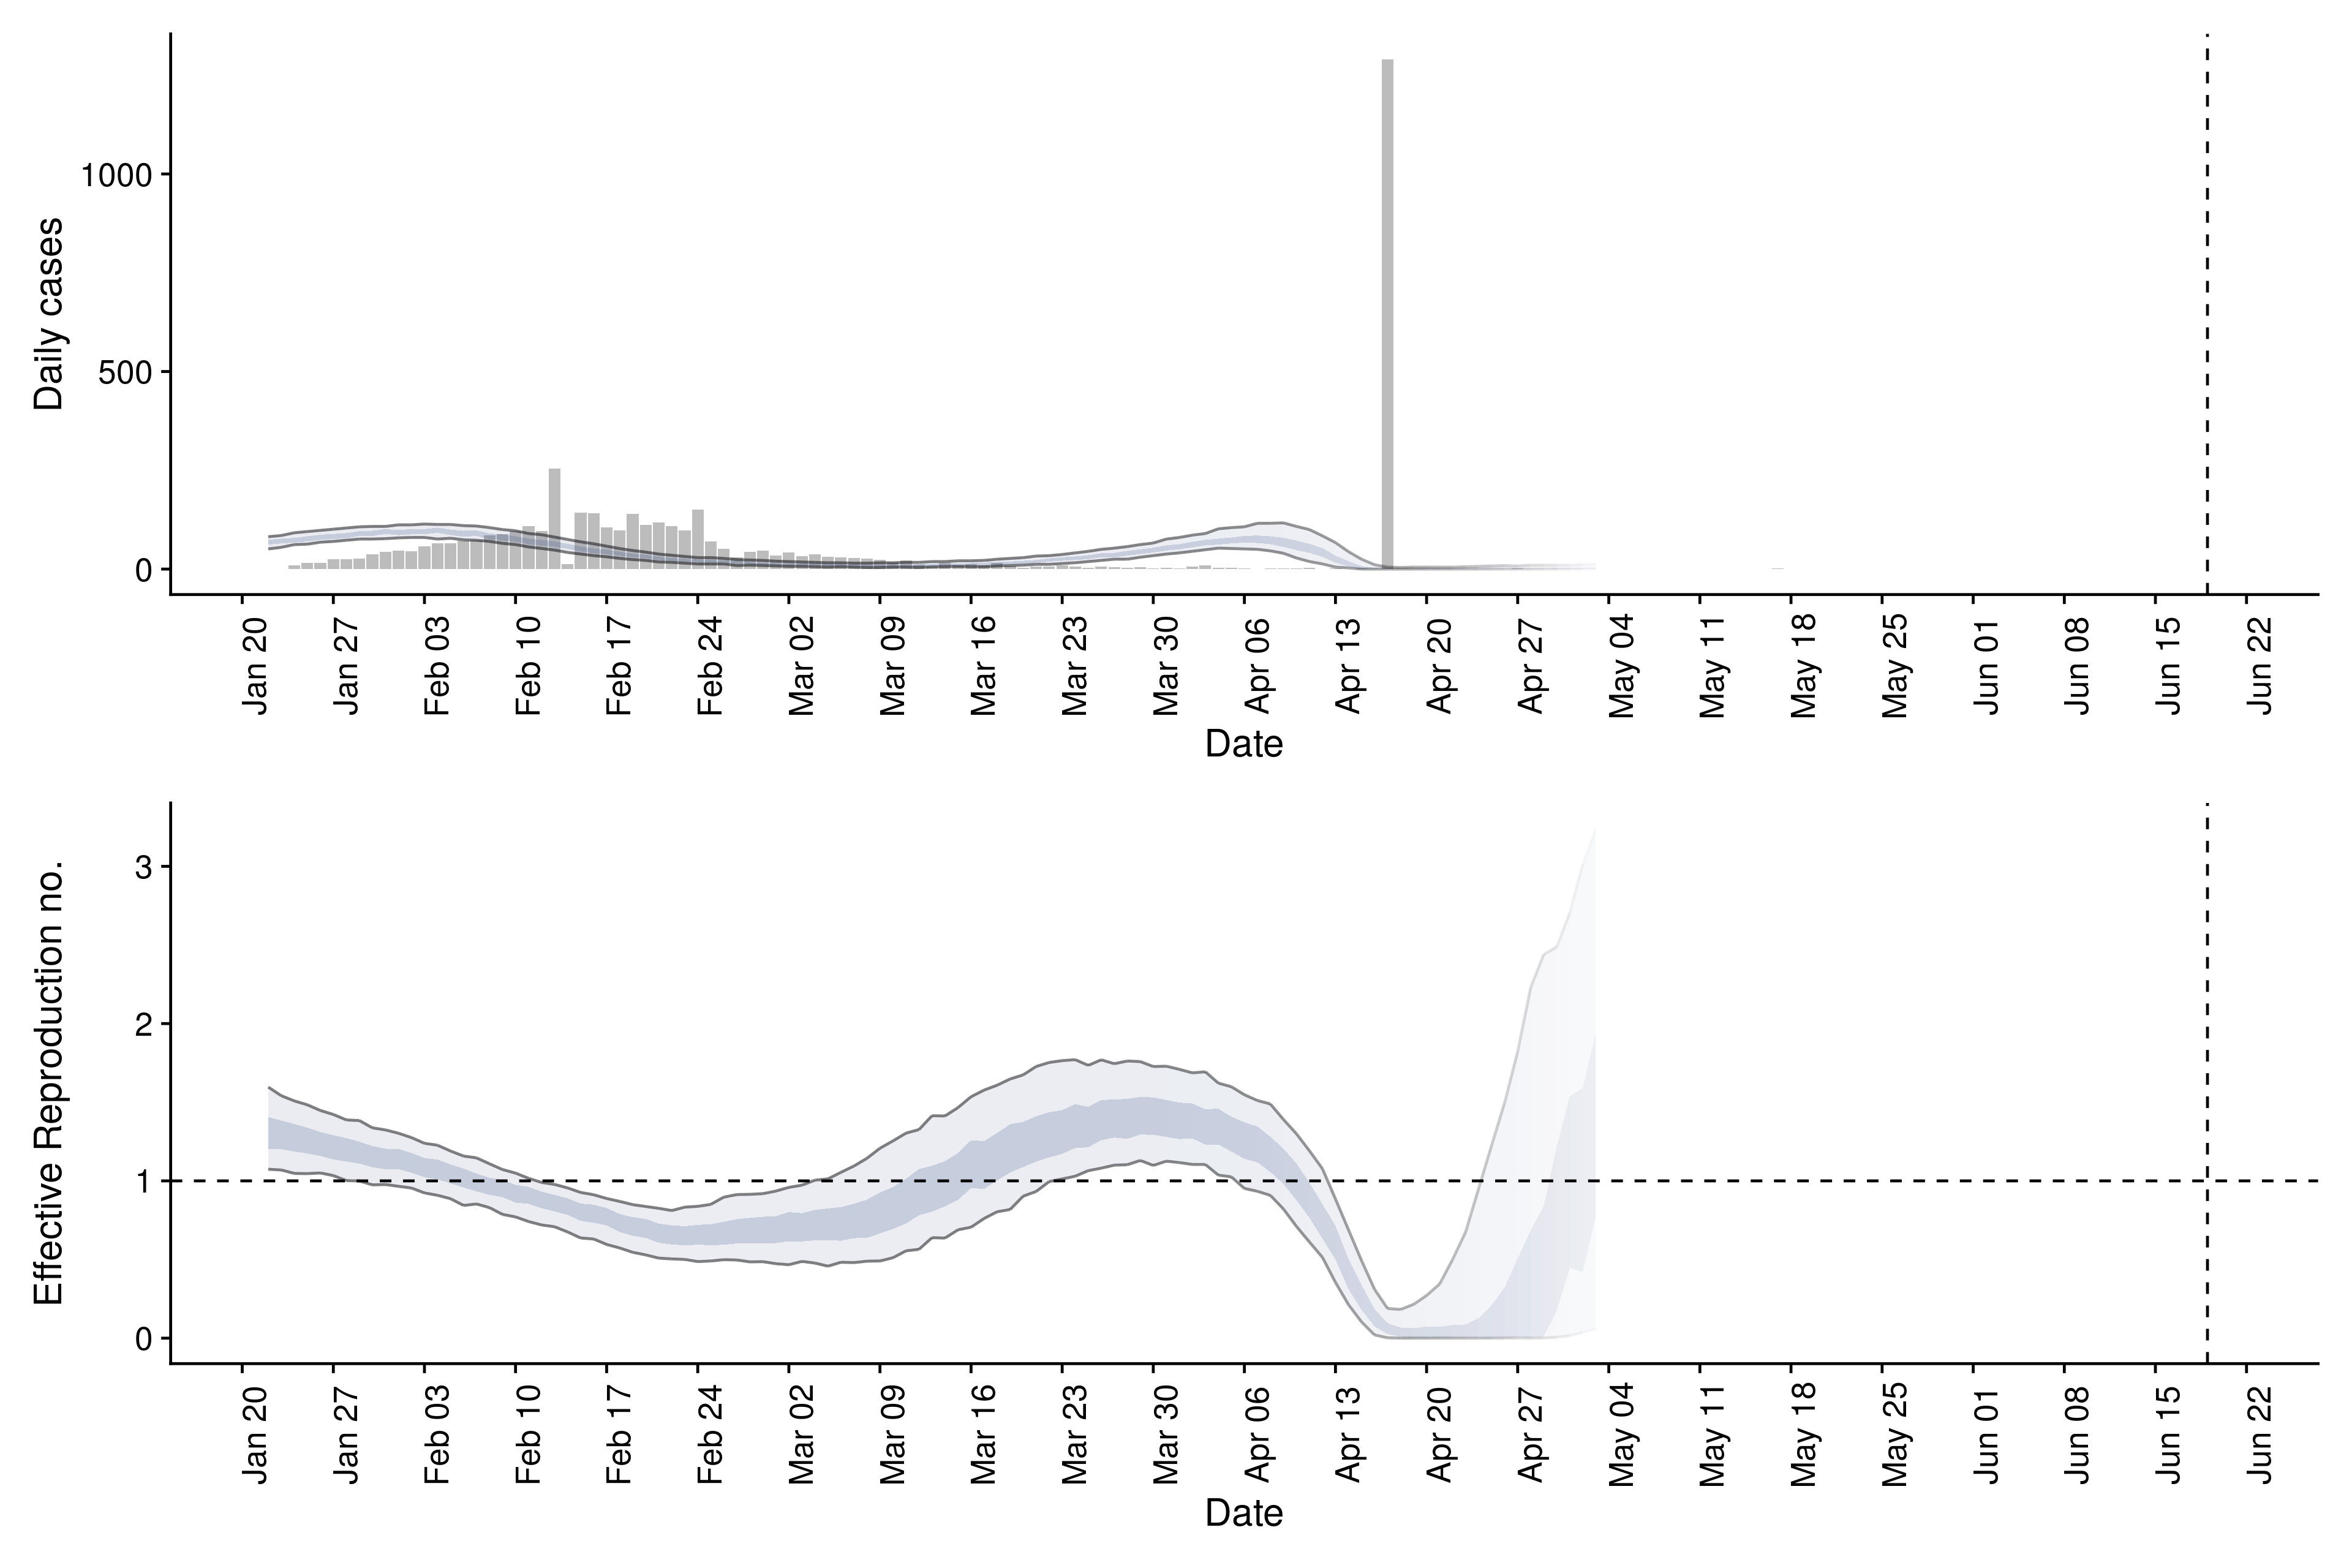 Daily cases
1000
500
0
Jan 20
Jan 27
Feb 03
Feb 10
Feb 17
Feb 24
Mar 02
Mar 09
Mar 16
Mar 23
Mar 30
Apr 06
Apr 13
Apr 20
Apr 27
May 04
May 11
May 18
May 25
Jun 01
Jun 08
Jun 15
Jun 22
Date
Effective Reproduction no.
3
2
1
0
Jan 20
Jan 27
Feb 03
Feb 10
Feb 17
Feb 24
Mar 02
Mar 09
Mar 16
Mar 23
Mar 30
Apr 06
Apr 13
Apr 20
Apr 27
May 04
May 11
May 18
May 25
Jun 01
Jun 08
Jun 15
Jun 22
Date